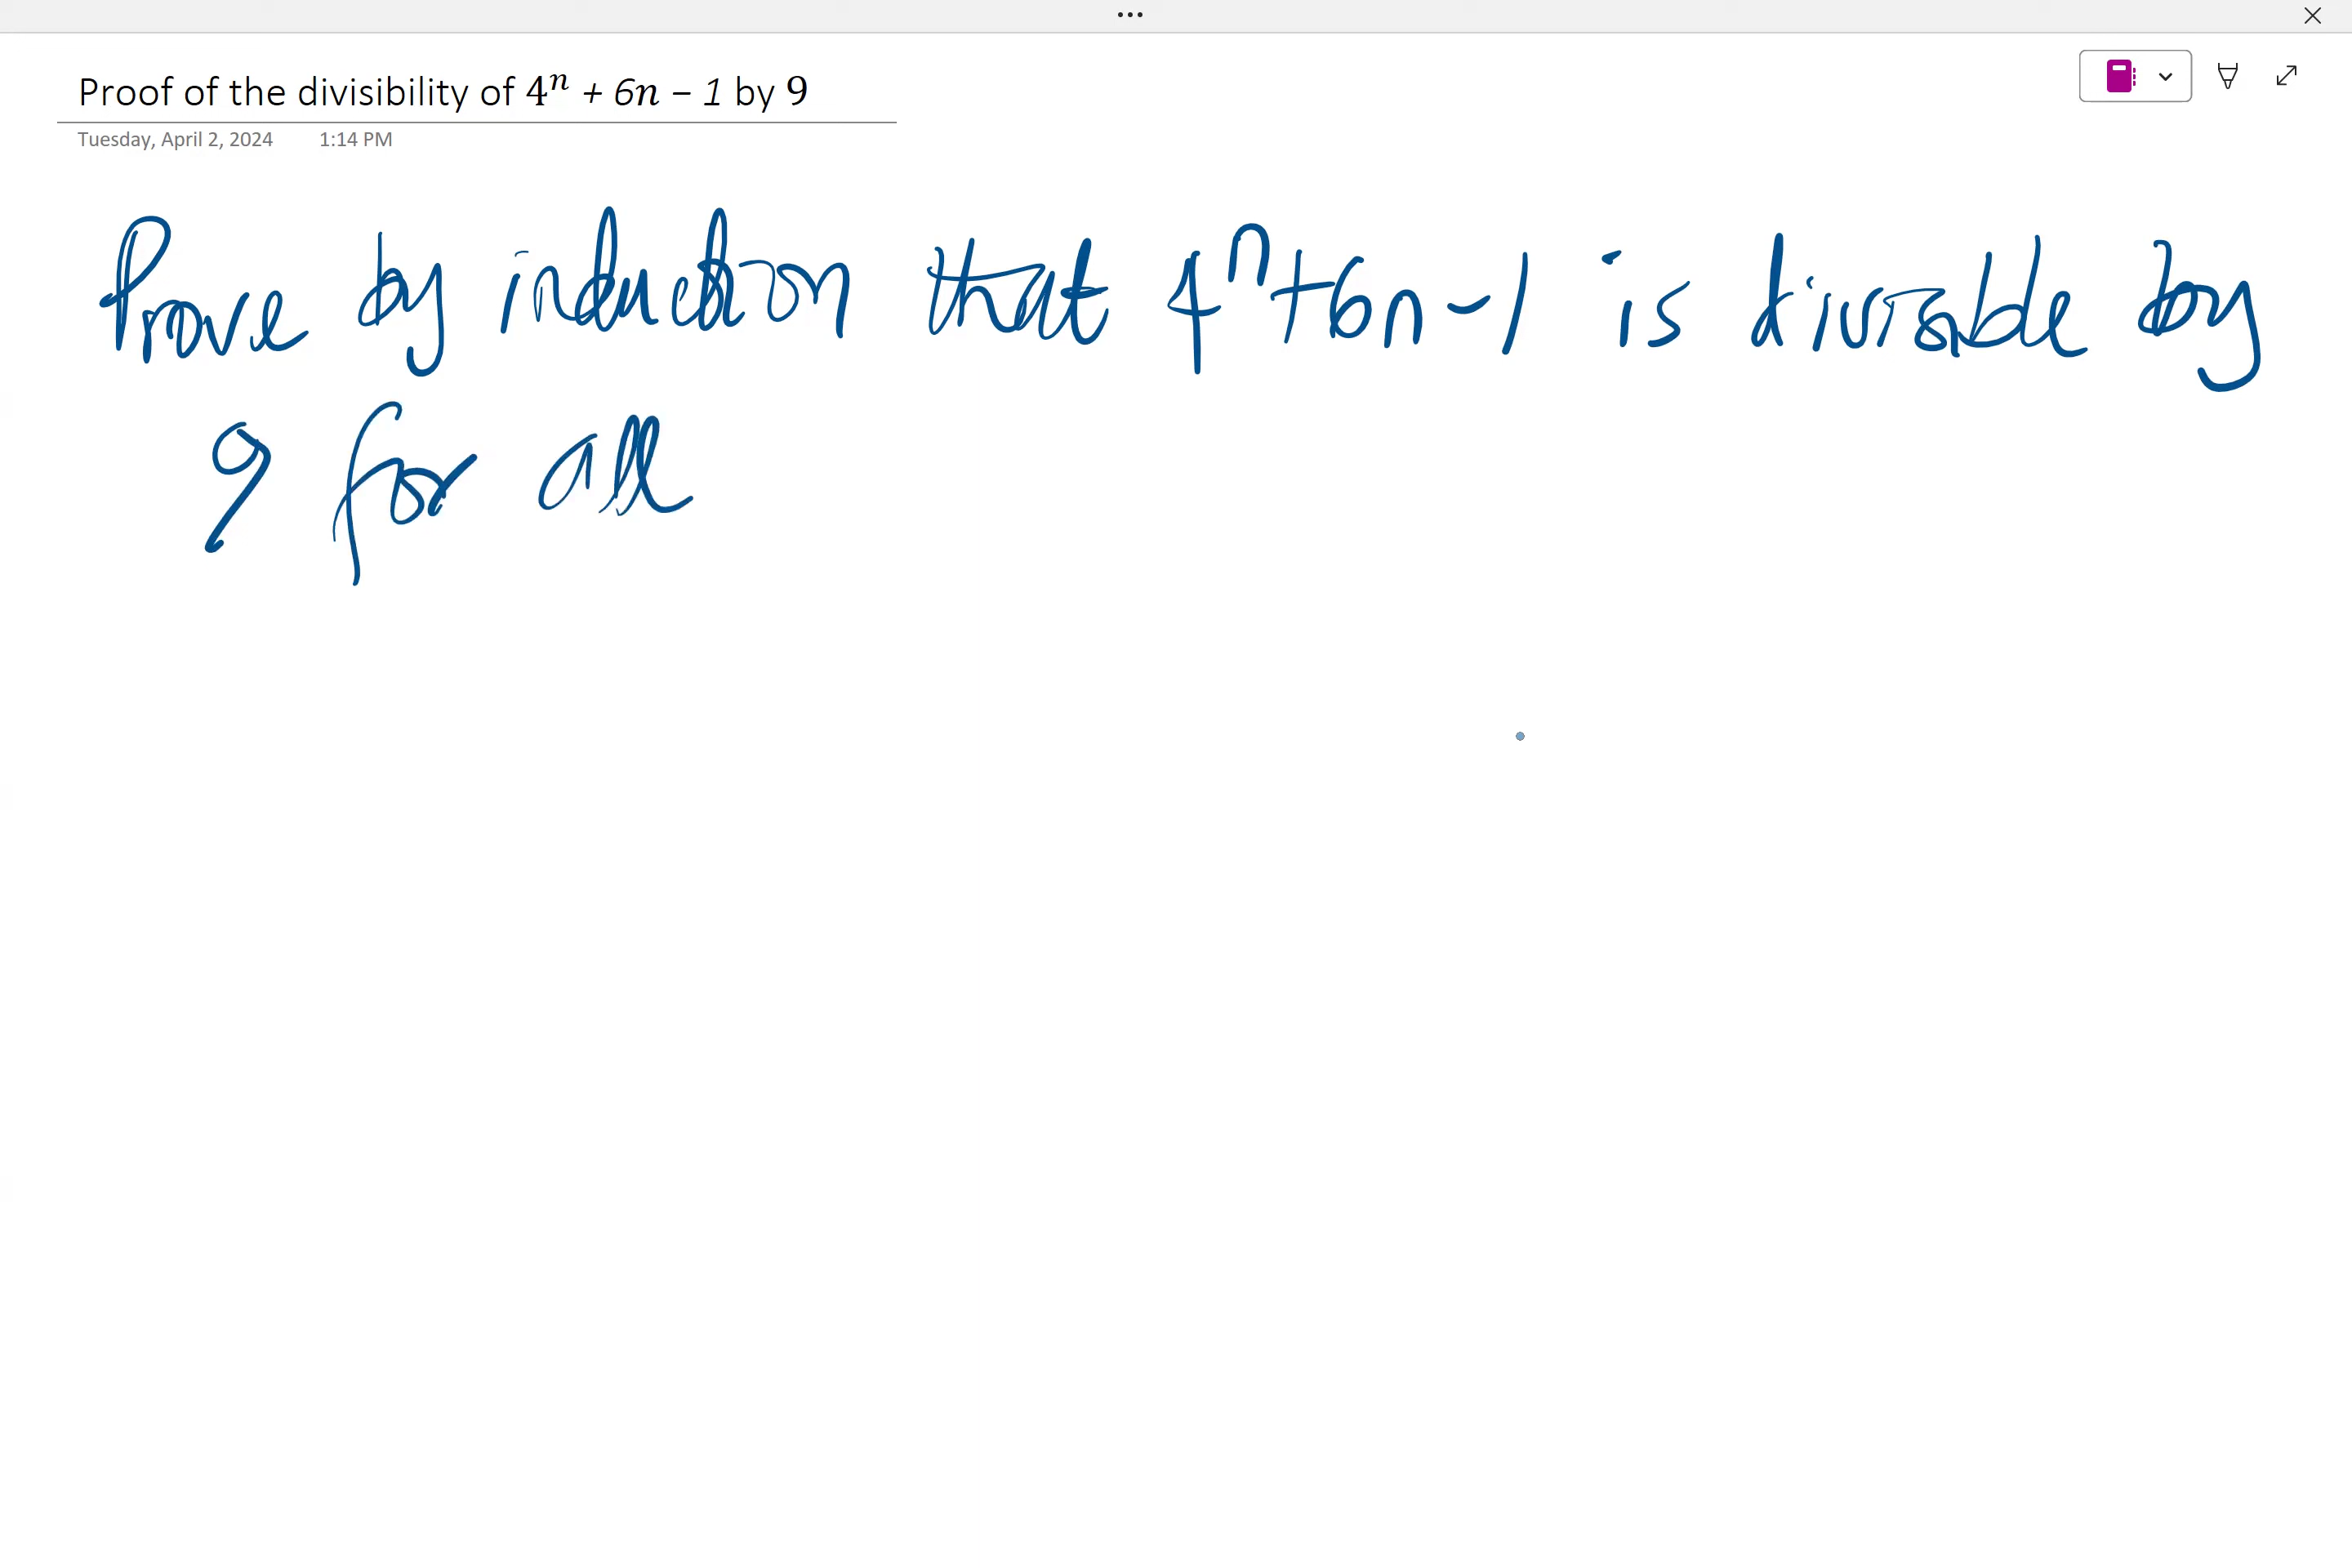 Proof of the divisibility of 4ⁿ + 6n − 1 by 9
Tuesday, April 2, 2024 1:14 PM
Prove by induction that 4ⁿ+6n-1 is divisible by
9 for all